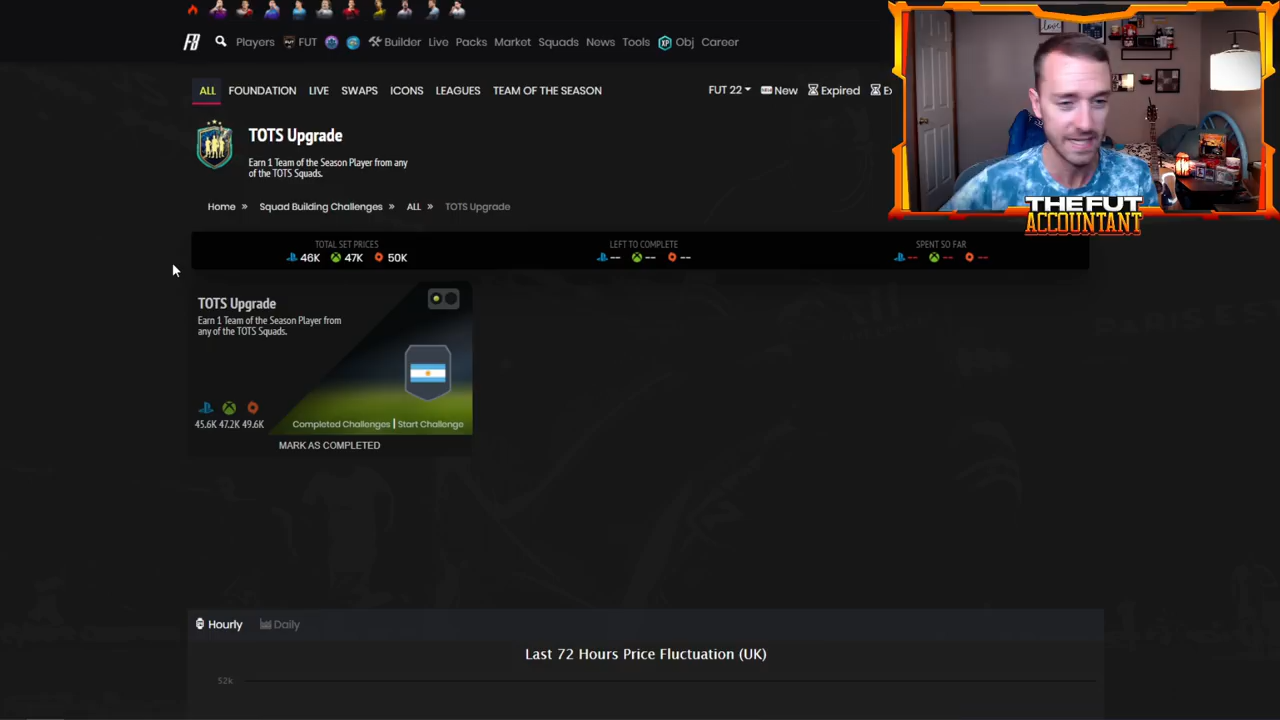 FB Players FUT Builder Live Packs Market Squads News Tools XP Obj Career
ALL FOUNDATION LIVE SWAPS ICONS LEAGUES TEAM OF THE SEASON FUT 22 New Expired E
TOTS Upgrade
Earn 1 Team of the Season Player from any
of the TOTS Squads.
Home » Squad Building Challenges » ALL » TOTS Upgrade
TOTAL SET PRICES LEFT TO COMPLETE SPENT SO FAR
46K 47K 50K -- -- -- -- -- --
TOTS Upgrade
Earn 1 Team of the Season Player from
any of the TOTS Squads.
45.6K 47.2K 49.6K
Completed Challenges | Start Challenge
MARK AS COMPLETED
Hourly Daily
Last 72 Hours Price Fluctuation (UK)
52k
THE FUT
ACCOUNTANT